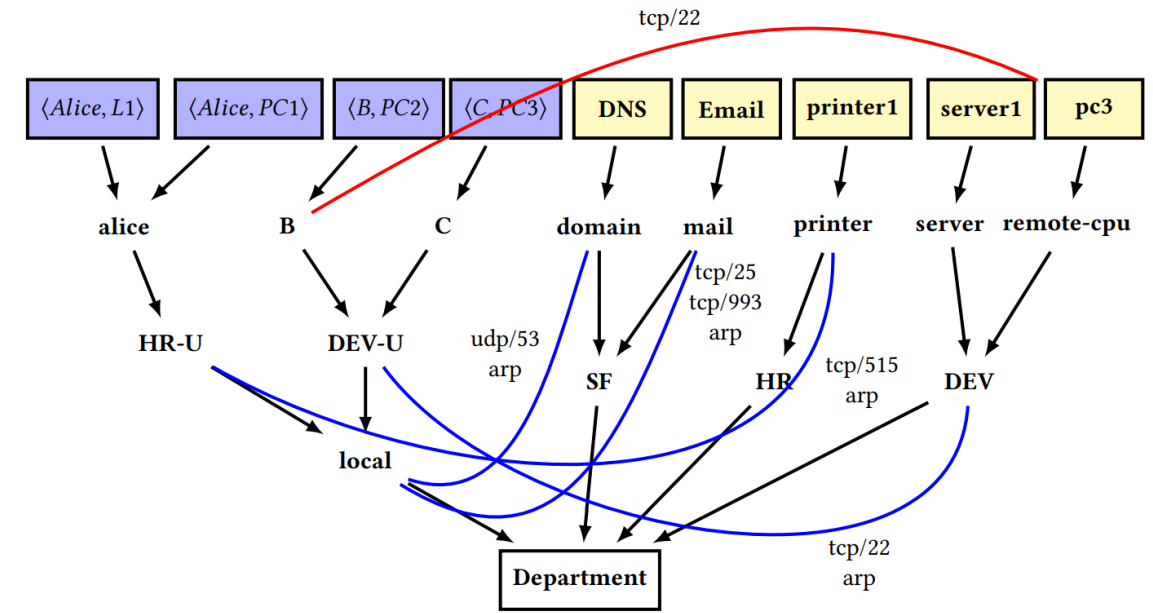 tcp/22
⟨Alice, L1⟩
⟨Alice, PC1⟩
⟨B, PC2⟩
⟨C, PC3⟩
DNS
Email
printer1
server1
pc3
alice
B
C
domain
mail
printer
server
remote-cpu
tcp/25
tcp/993
arp
HR-U
DEV-U
udp/53
arp
SF
HR
tcp/515
arp
DEV
local
tcp/22
arp
Department